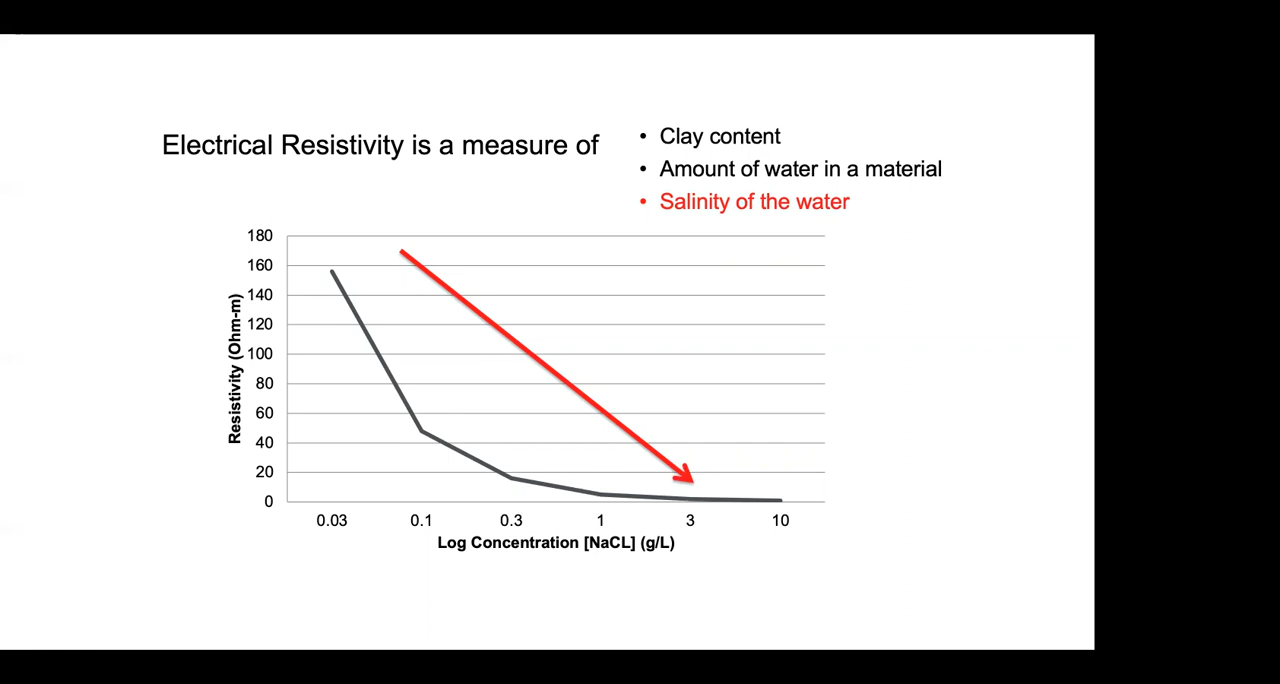 Electrical Resistivity is a measure of
• Clay content
• Amount of water in a material
• Salinity of the water
180
160
140
120
100
80
60
40
20
0
Resistivity (Ohm-m)
0.03 0.1 0.3 1 3 10
Log Concentration [NaCL] (g/L)